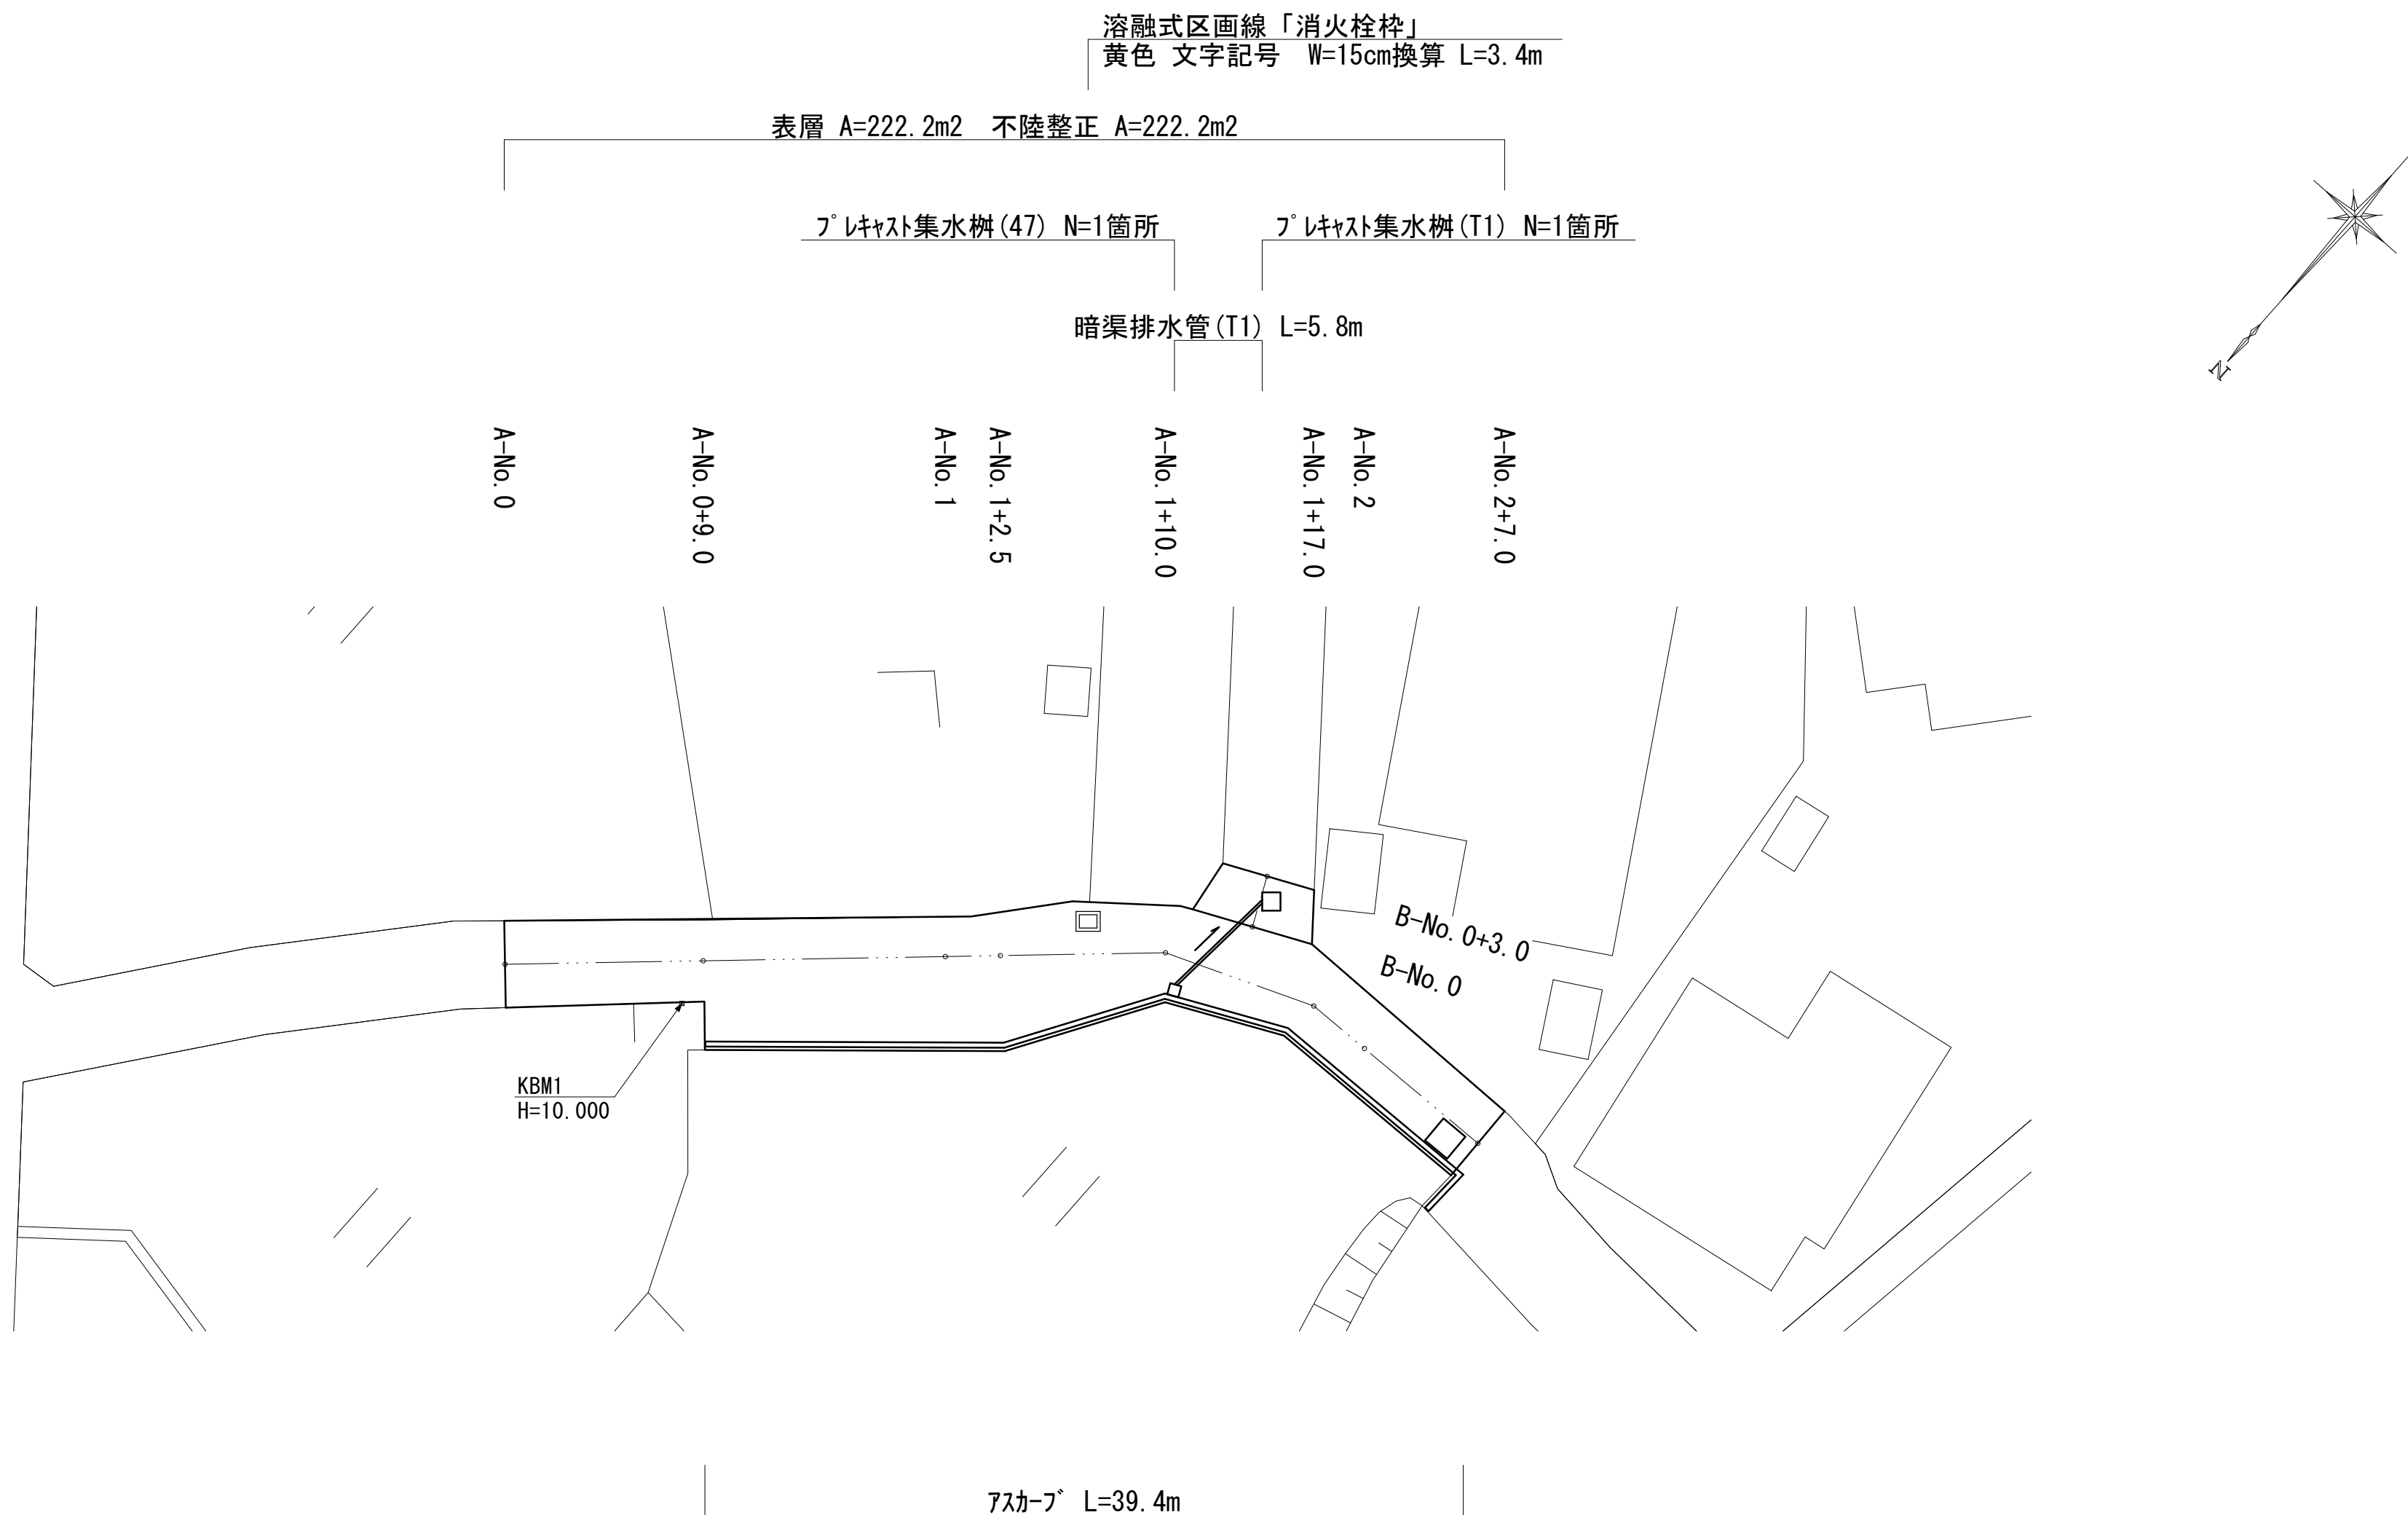 溶融式区画線「消火栓枠」
黄色 文字記号 W=15cm換算 L=3.4m
表層 A=222.2m2 不陸整正 A=222.2m2
ﾌﾟﾚｷｬｽﾄ集水桝(47) N=1箇所
ﾌﾟﾚｷｬｽﾄ集水桝(T1) N=1箇所
暗渠排水管(T1) L=5.8m
N
A-No.0
A-No.0+9.0
A-No.1
A-No.1+2.5
A-No.1+10.0
A-No.1+17.0
A-No.2
A-No.2+7.0
B-No.0+3.0
B-No.0
KBM1
H=10.000
ｱｽｶｰﾌﾞ L=39.4m